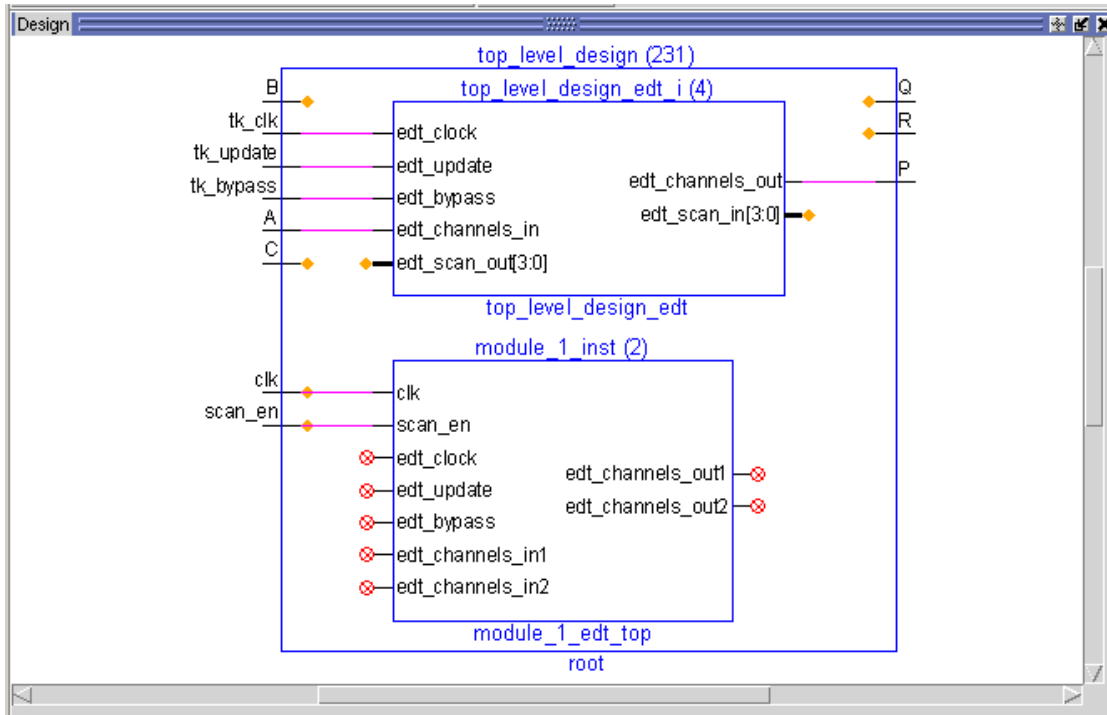 Design
top_level_design (231)
B
top_level_design_edt_i (4)
Q
tk_clk
edt_clock
R
tk_update
edt_update
edt_channels_out
P
tk_bypass
edt_bypass
edt_scan_in[3:0]
A
edt_channels_in
C
edt_scan_out[3:0]
top_level_design_edt
module_1_inst (2)
clk
clk
scan_en
scan_en
edt_clock
edt_channels_out1
edt_update
edt_channels_out2
edt_bypass
edt_channels_in1
edt_channels_in2
module_1_edt_top
root